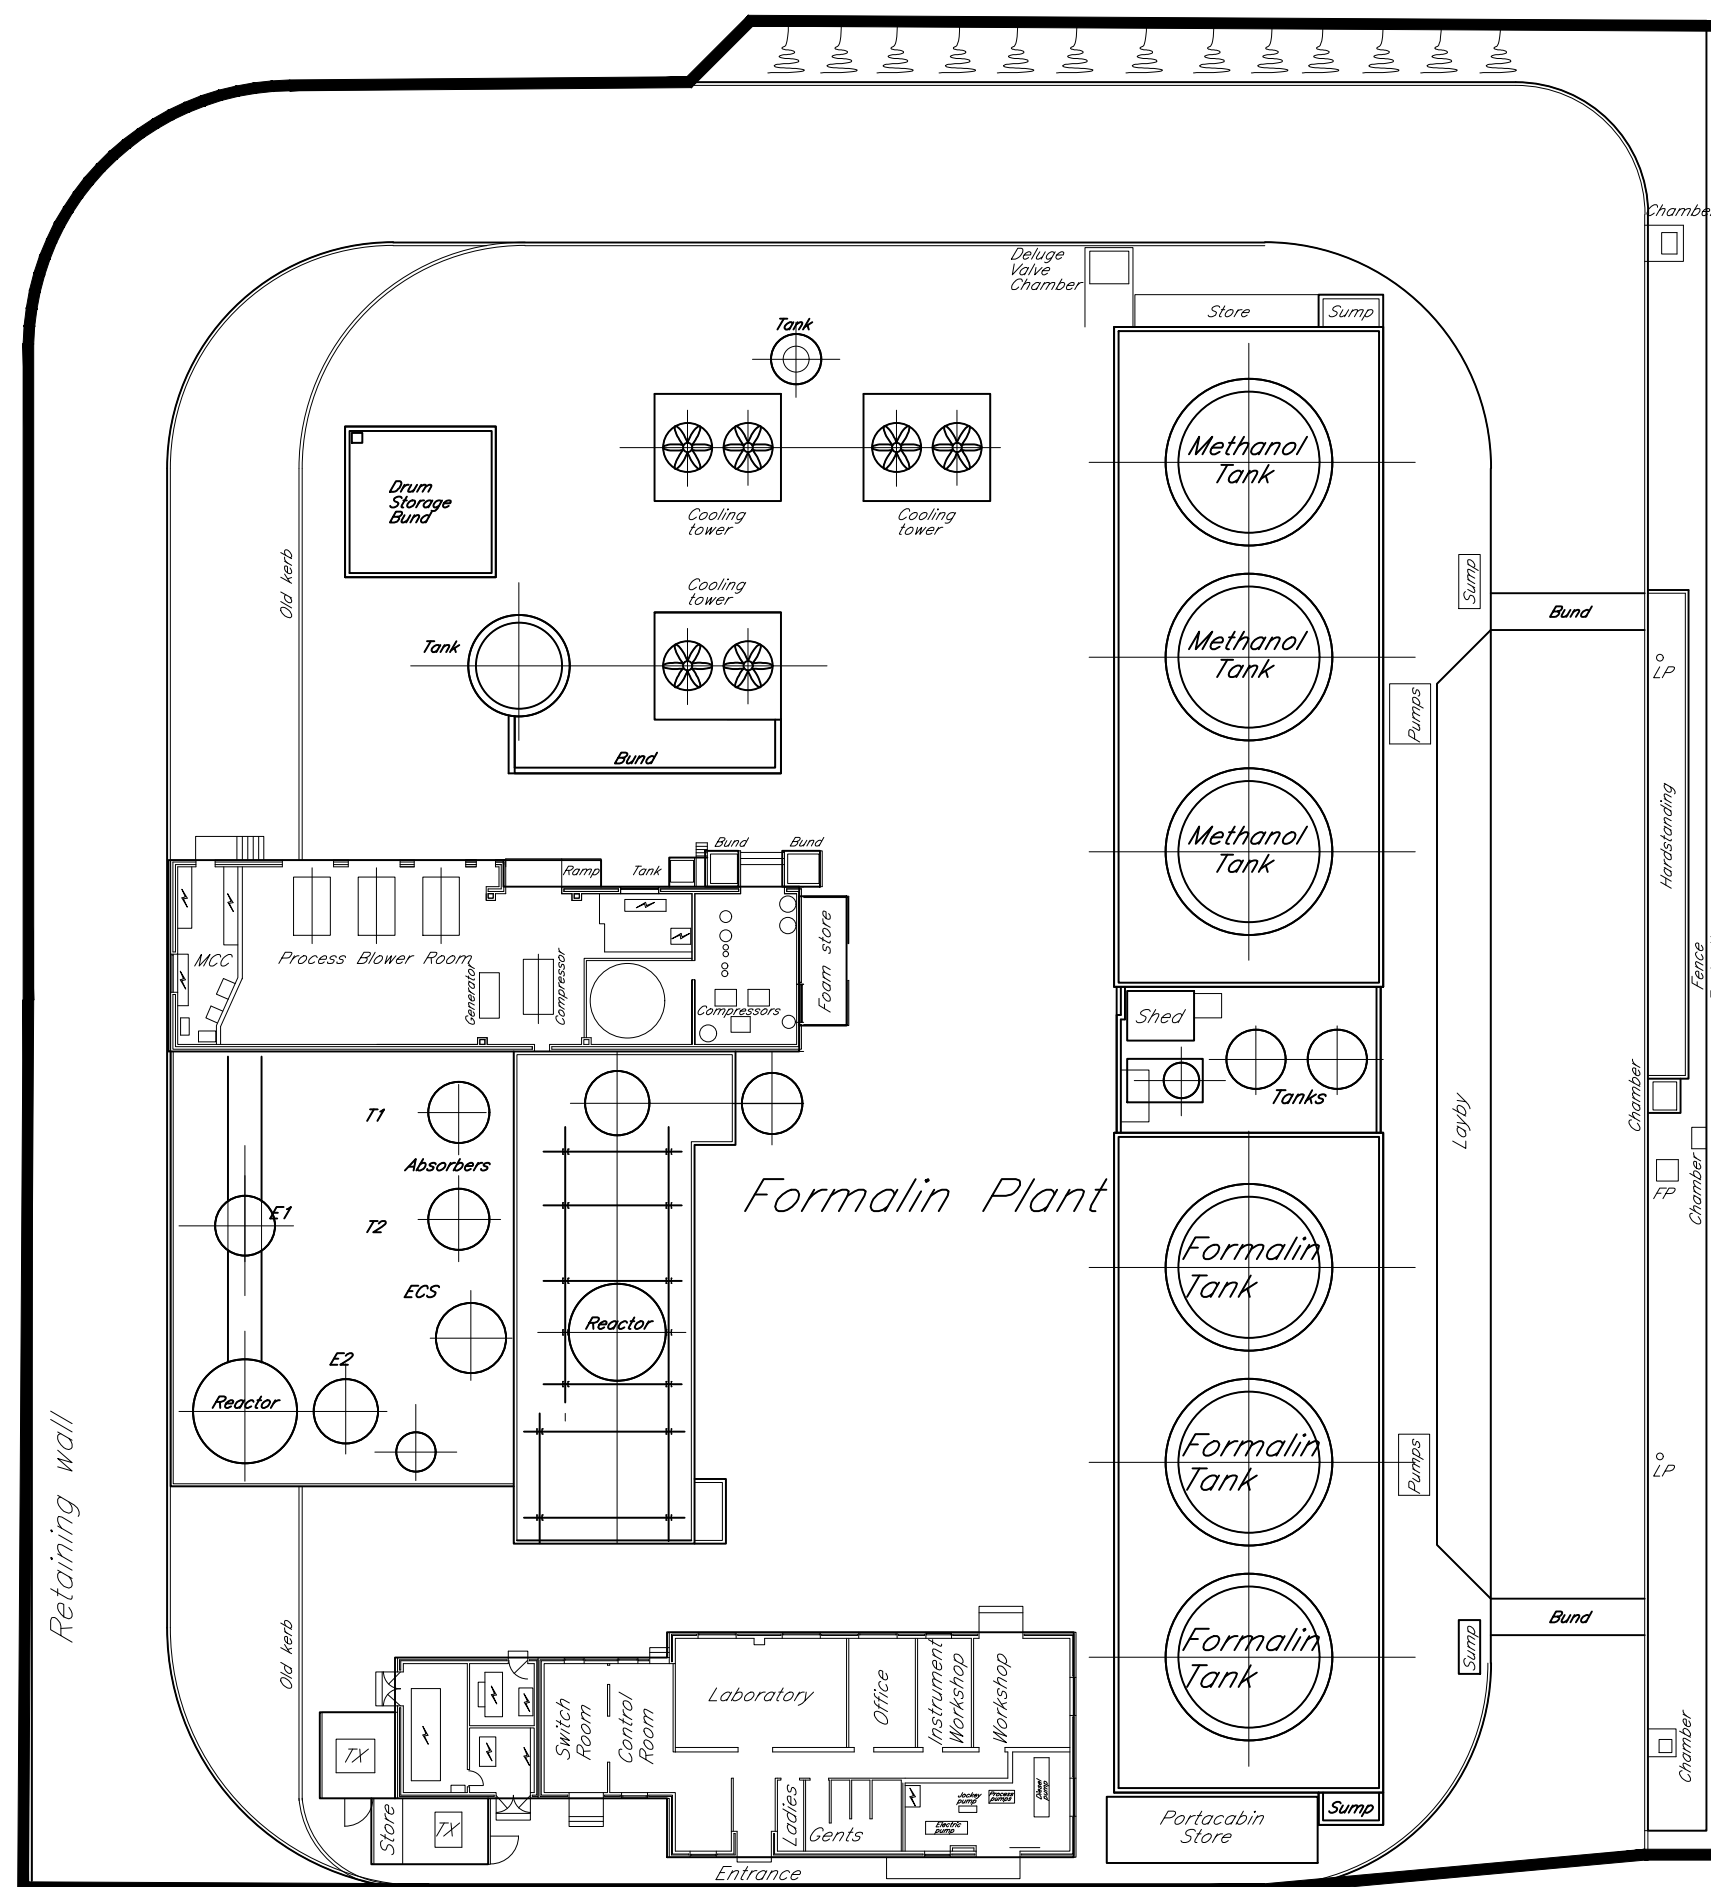 Chamber
Deluge
Valve
Chamber
Store
Sump
Tank
Methanol
Tank
Drum
Storage
Bund
Cooling
tower
Cooling
tower
Old kerb
Cooling
tower
Sump
Bund
Tank
Methanol
Tank
LP
Pumps
Bund
Hardstanding
Methanol
Tank
Bund
Bund
Ramp
Tank
MCC
Process Blower Room
Generator
Compressor
Compressors
Foam store
Fence
Shed
Tanks
Chamber
Layby
T1
Absorbers
E1
T2
Formalin Plant
FP
Chamber
Formalin
Tank
ECS
Reactor
E2
Reactor
Formalin
Tank
Pumps
LP
Retaining wall
Bund
Old kerb
Formalin
Tank
Sump
Switch
Room
Control
Room
Laboratory
Office
Instrument
Workshop
Workshop
Chamber
TX
Store
TX
Ladies
Gents
Jockey
pump
Process
pumps
Diesel
pump
Electric
pump
Sump
Portacabin
Store
Entrance